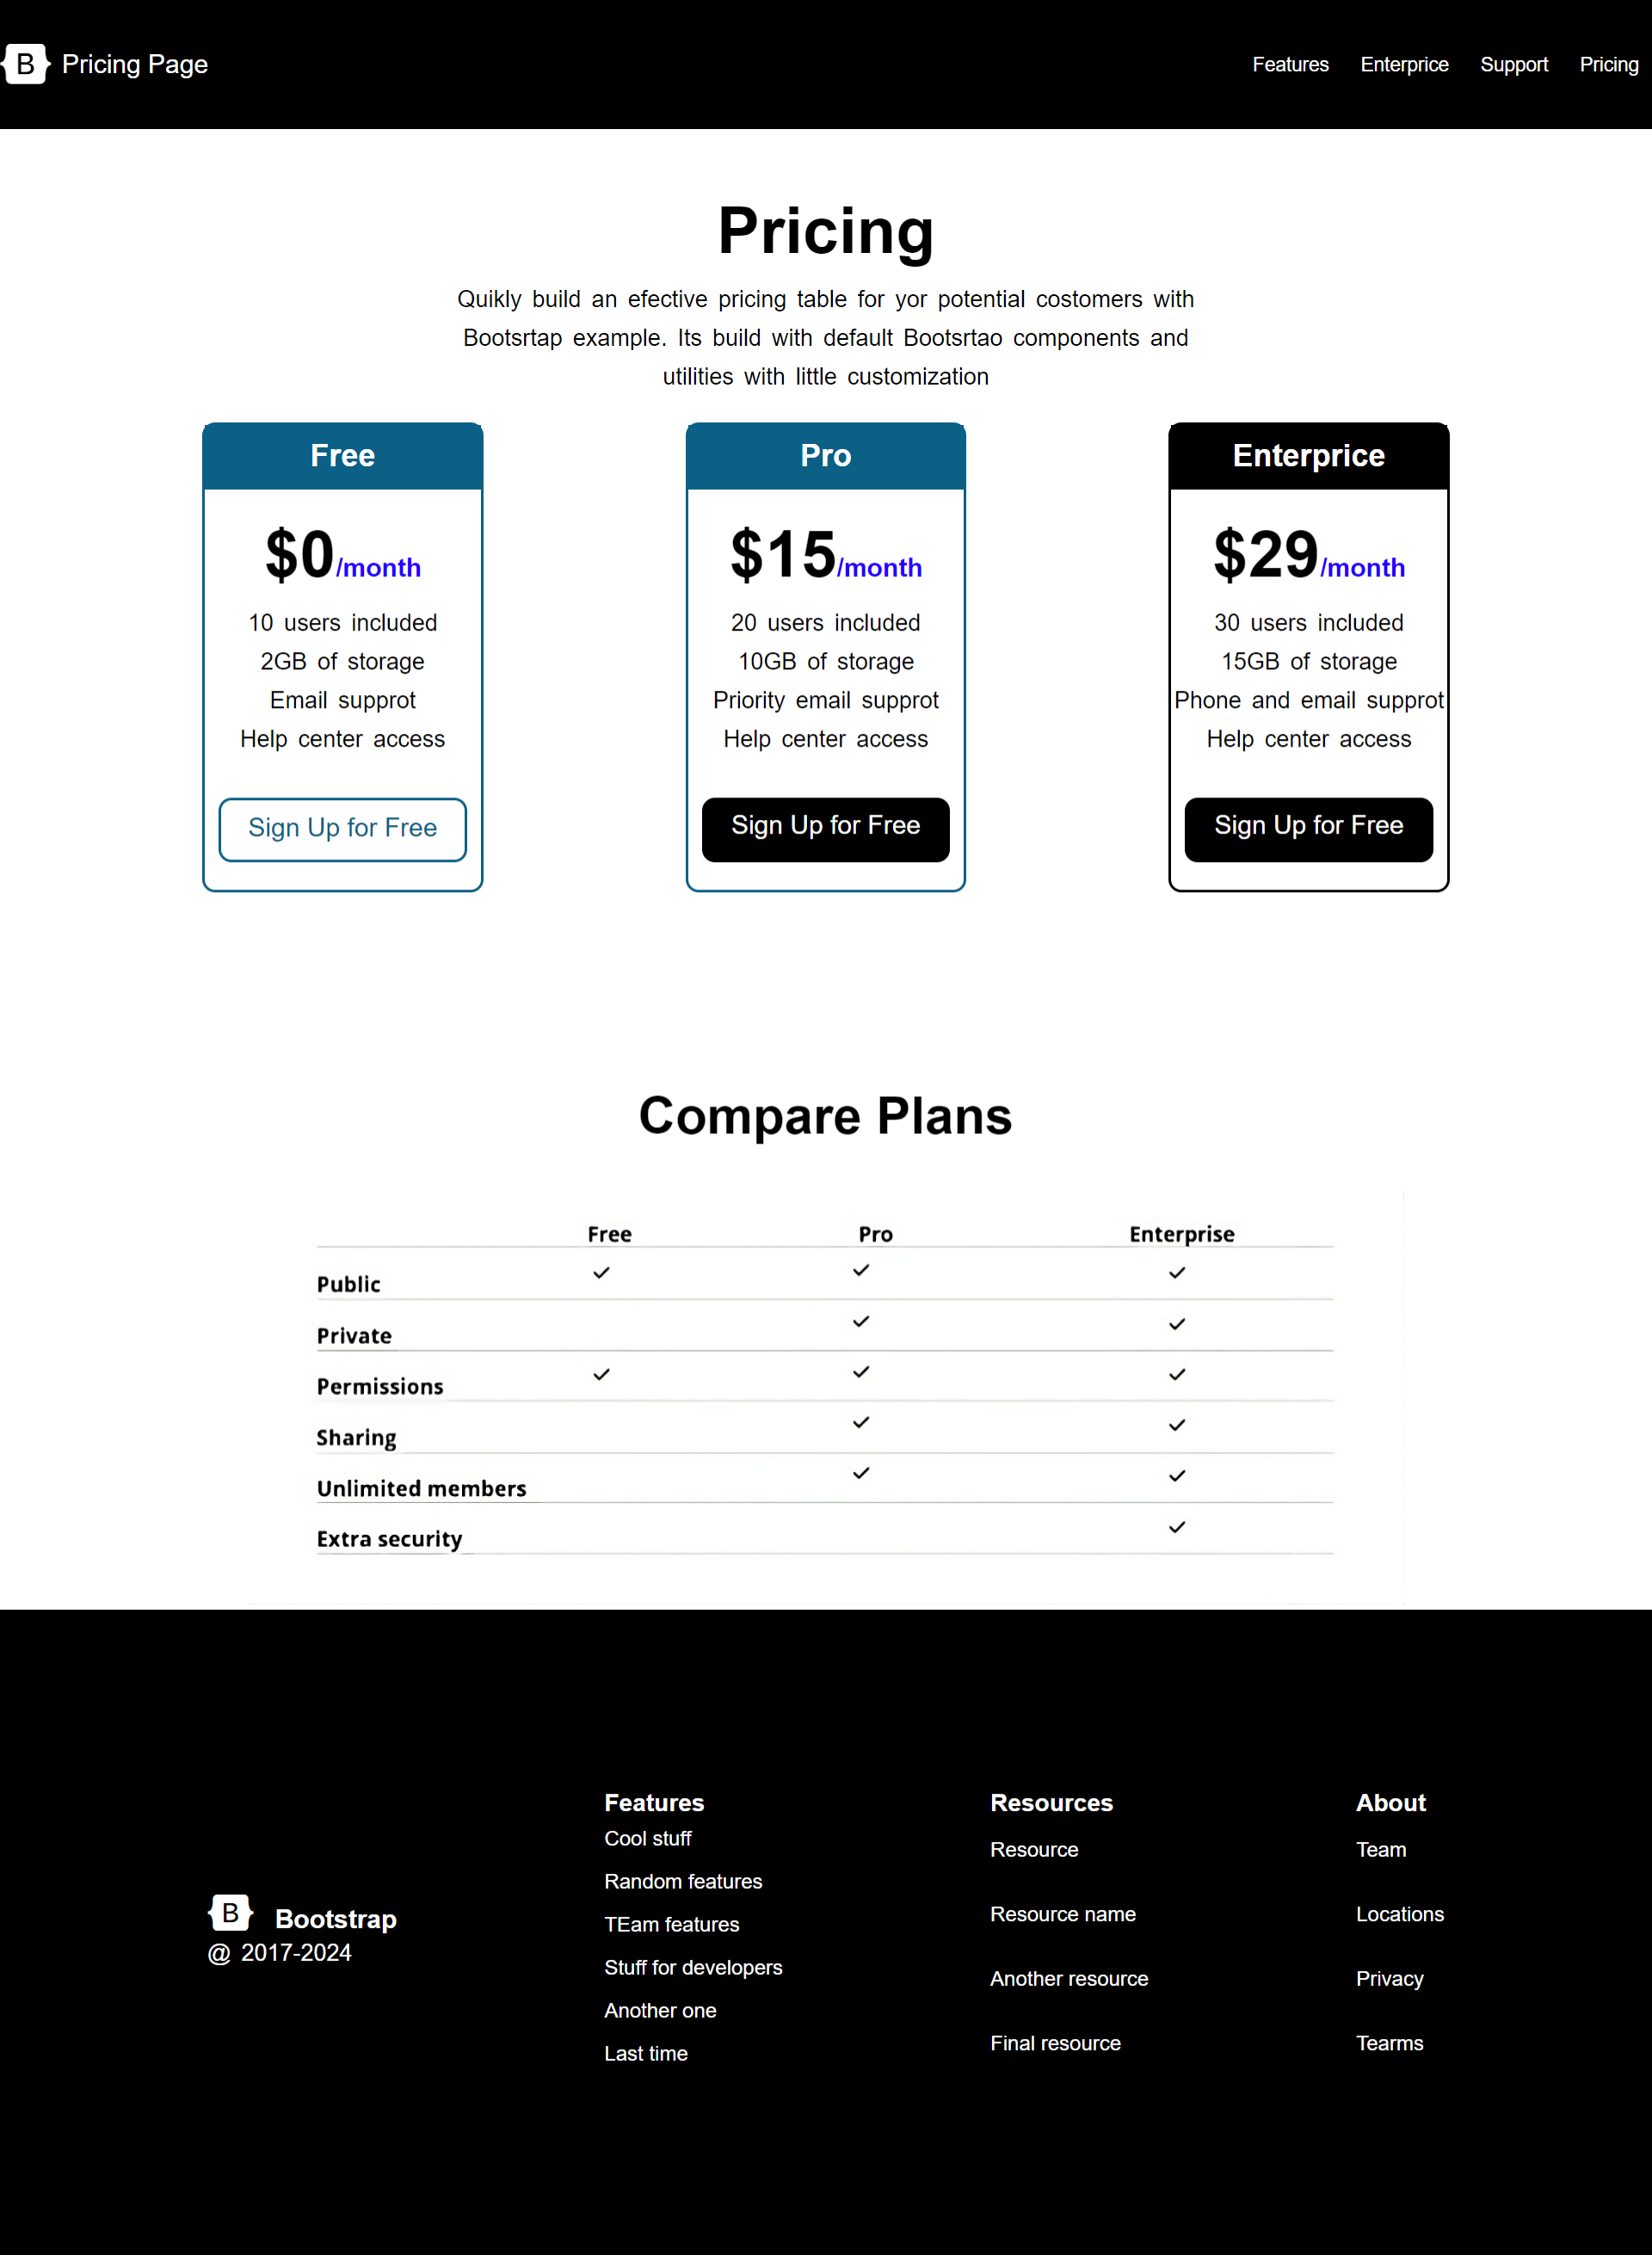 B Pricing Page Features Enterprice Support Pricing
Pricing
Quikly build an efective pricing table for yor potential costomers with
Bootsrtap example. Its build with default Bootsrtao components and
utilities with little customization
Free
$0/month
10 users included
2GB of storage
Email supprot
Help center access
Sign Up for Free
Pro
$15/month
20 users included
10GB of storage
Priority email supprot
Help center access
Sign Up for Free
Enterprice
$29/month
30 users included
15GB of storage
Phone and email supprot
Help center access
Sign Up for Free
Compare Plans
Free Pro Enterprise
Public
Private
Permissions
Sharing
Unlimited members
Extra security
B Bootstrap
@ 2017-2024
Features
Cool stuff
Random features
TEam features
Stuff for developers
Another one
Last time
Resources
Resource
Resource name
Another resource
Final resource
About
Team
Locations
Privacy
Tearms